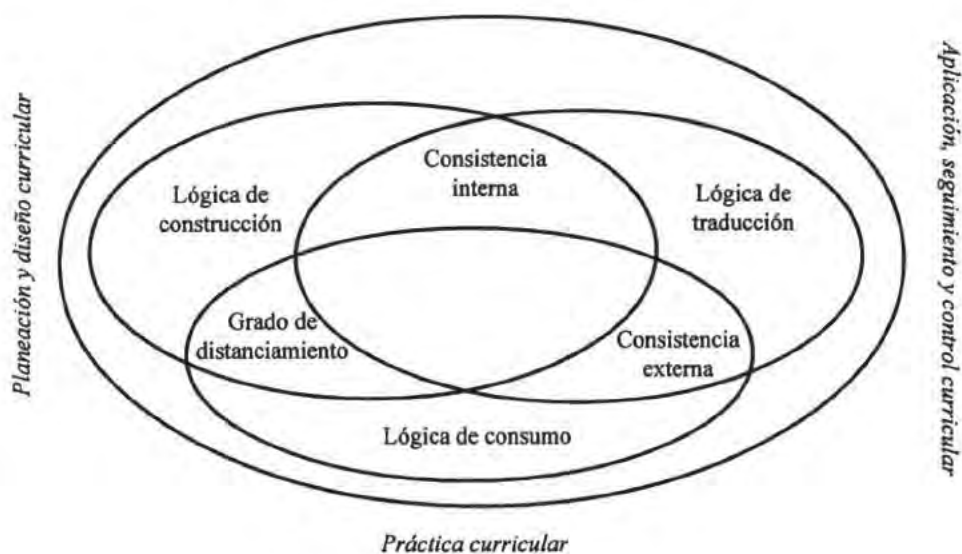 Planeación y diseño curricular
Consistencia
interna
Lógica de
construcción
Lógica de
traducción
Grado de
distanciamiento
Consistencia
externa
Lógica de consumo
Aplicación, seguimiento y control curricular
Práctica curricular